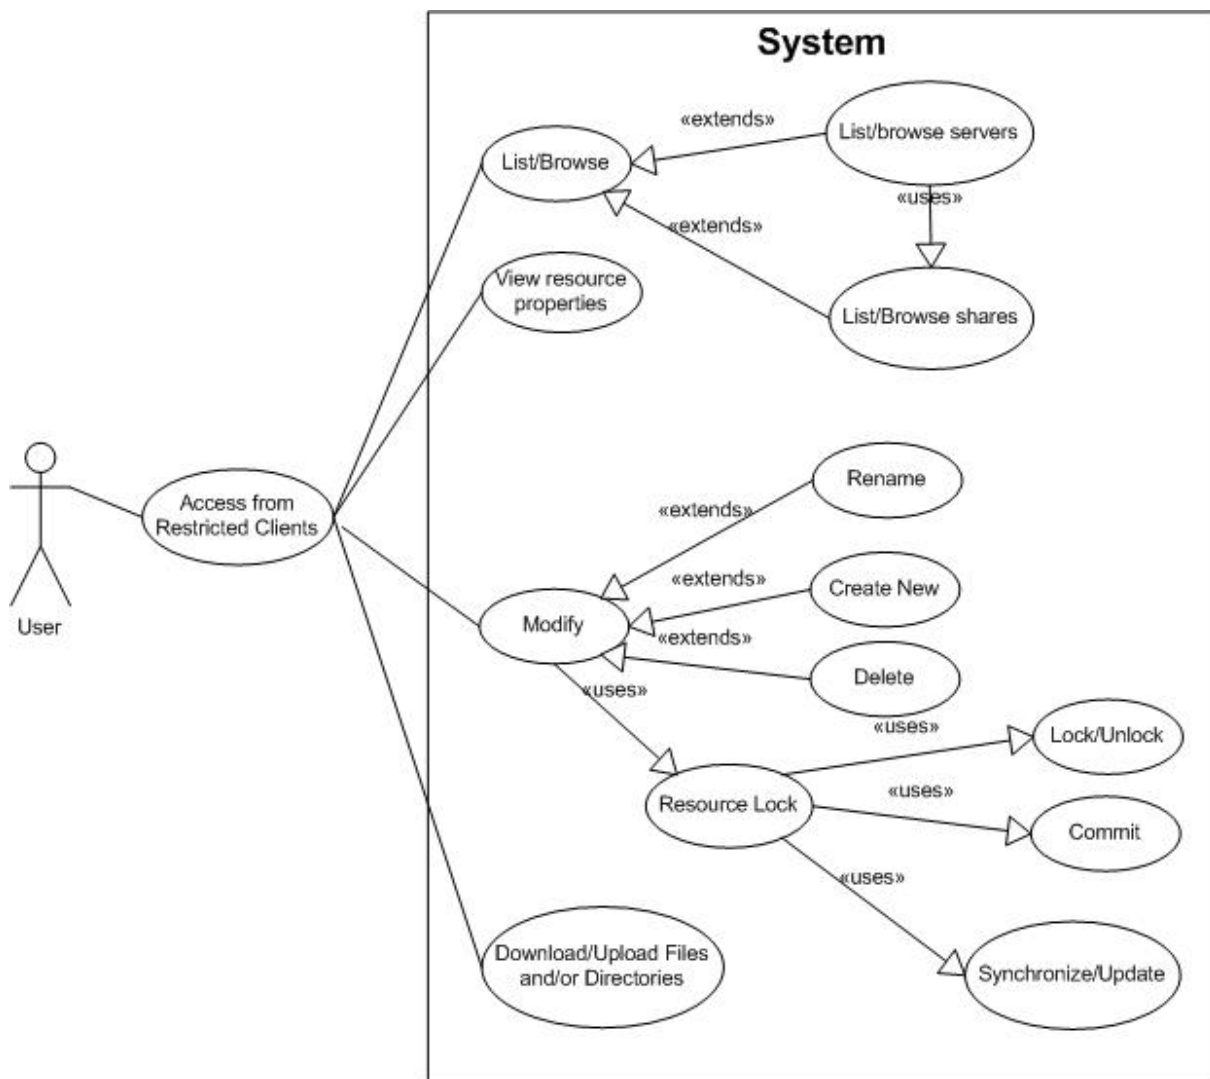 System
«extends»
List/browse servers
List/Browse
«uses»
«extends»
View resource
properties
List/Browse shares
Rename
Access from
Restricted Clients
«extends»
«extends»
Create New
User
Modify
«extends»
Delete
«uses»
«uses»
Lock/Unlock
Resource Lock
«uses»
Commit
«uses»
Download/Upload Files
and/or Directories
Synchronize/Update